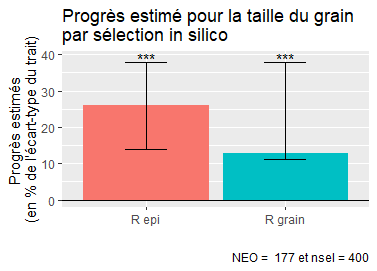 Progrès estimé pour la taille du grain
par sélection in silico
Progrès estimés
(en % de l'écart-type du trait)
40
30
20
10
0
***
***
R epi
R grain
NEO =  177 et nsel = 400